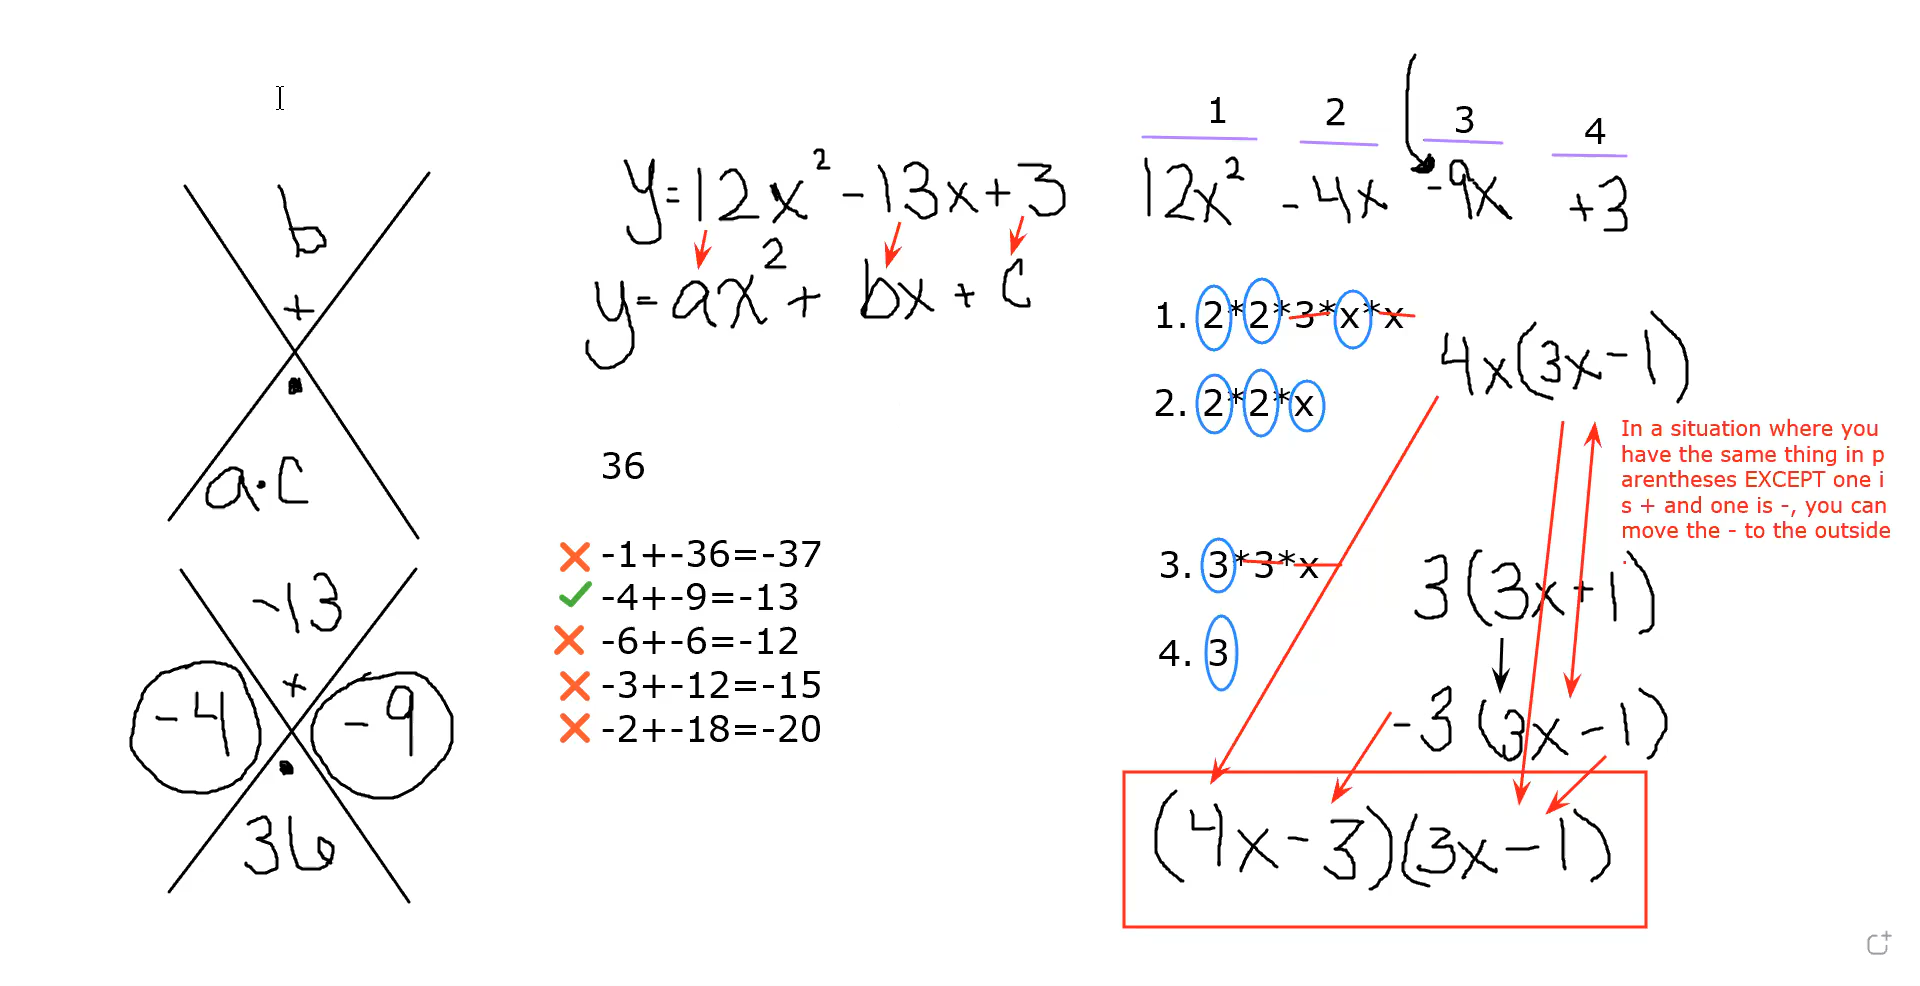 b
+
·
a·c
-13
+
-4
-9
·
36
y=12x²-13x+3
y=ax²+bx+c
36
-1+-36=-37
-4+-9=-13
-6+-6=-12
-3+-12=-15
-2+-18=-20
1 2 3 4
12x² -4x -9x +3
1. 2*2*3*x*x
4x(3x-1)
2. 2*2*x
In a situation where you
have the same thing in p
arentheses EXCEPT one i
s + and one is -, you can
move the - to the outside
.
3. 3*3*x
3(3x+1)
4. 3
-3(3x-1)
(4x-3)(3x-1)